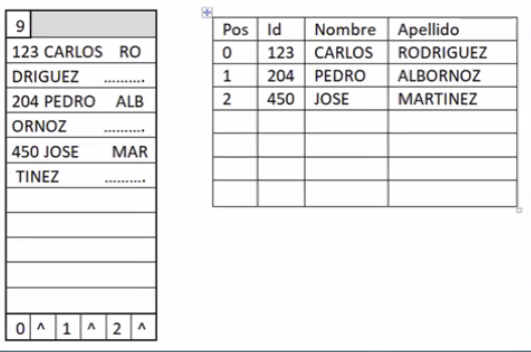 9
123 CARLOS RO
DRIGUEZ ..........
204 PEDRO ALB
ORNOZ ..........
450 JOSE MAR
TINEZ ..........
0 ^ 1 ^ 2 ^
Pos Id Nombre Apellido
0 123 CARLOS RODRIGUEZ
1 204 PEDRO ALBORNOZ
2 450 JOSE MARTINEZ